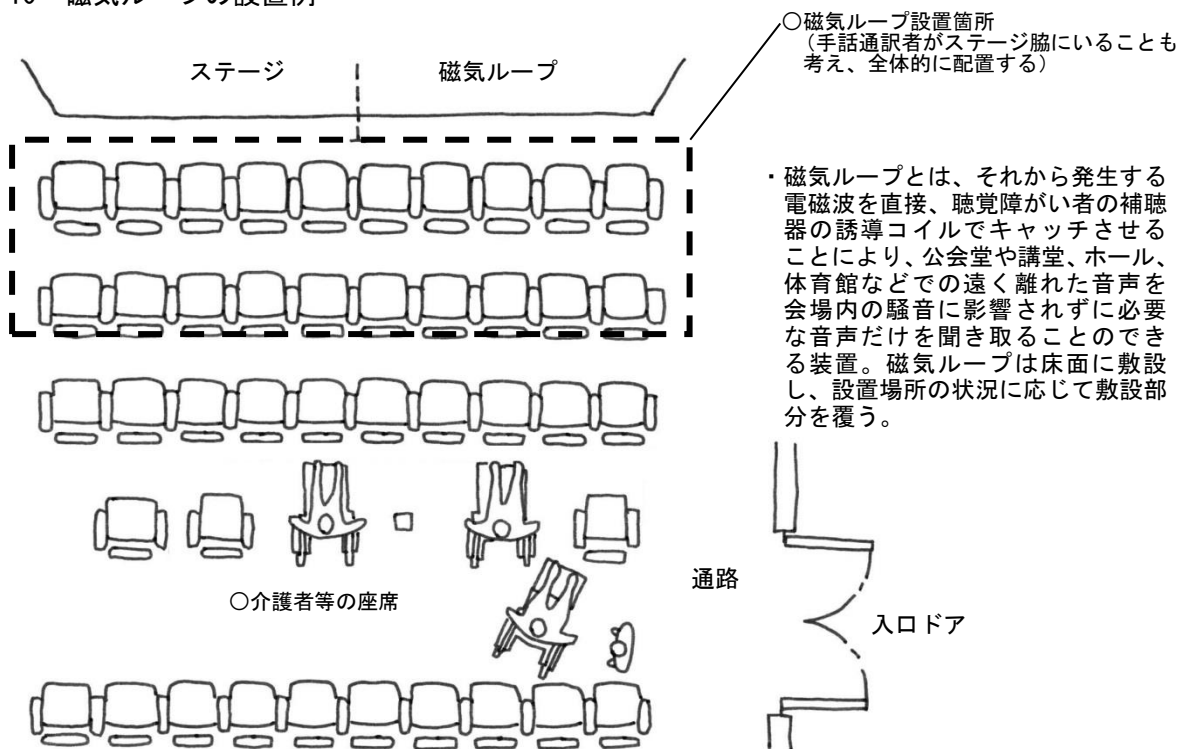 磁気ループの設置例
○磁気ループ設置箇所
（手話通訳者がステージ脇にいることも
考え、全体的に配置する）
ステージ
磁気ループ
・磁気ループとは、それから発生する
電磁波を直接、聴覚障がい者の補聴
器の誘導コイルでキャッチさせる
ことにより、公会堂や講堂、ホール、
体育館などでの遠く離れた音声を
会場内の騒音に影響されずに必要
な音声だけを聞き取ることのでき
る装置。磁気ループは床面に敷設
し、設置場所の状況に応じて敷設部
分を覆う。
通路
○介護者等の座席
入口ドア